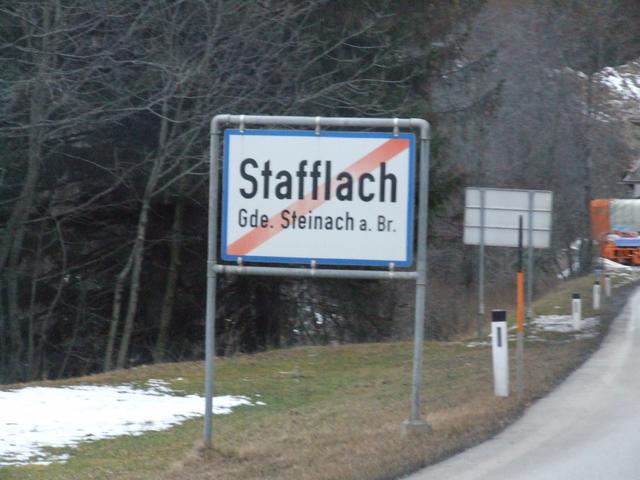 Stafflach
Gde. Steinach a. Br.